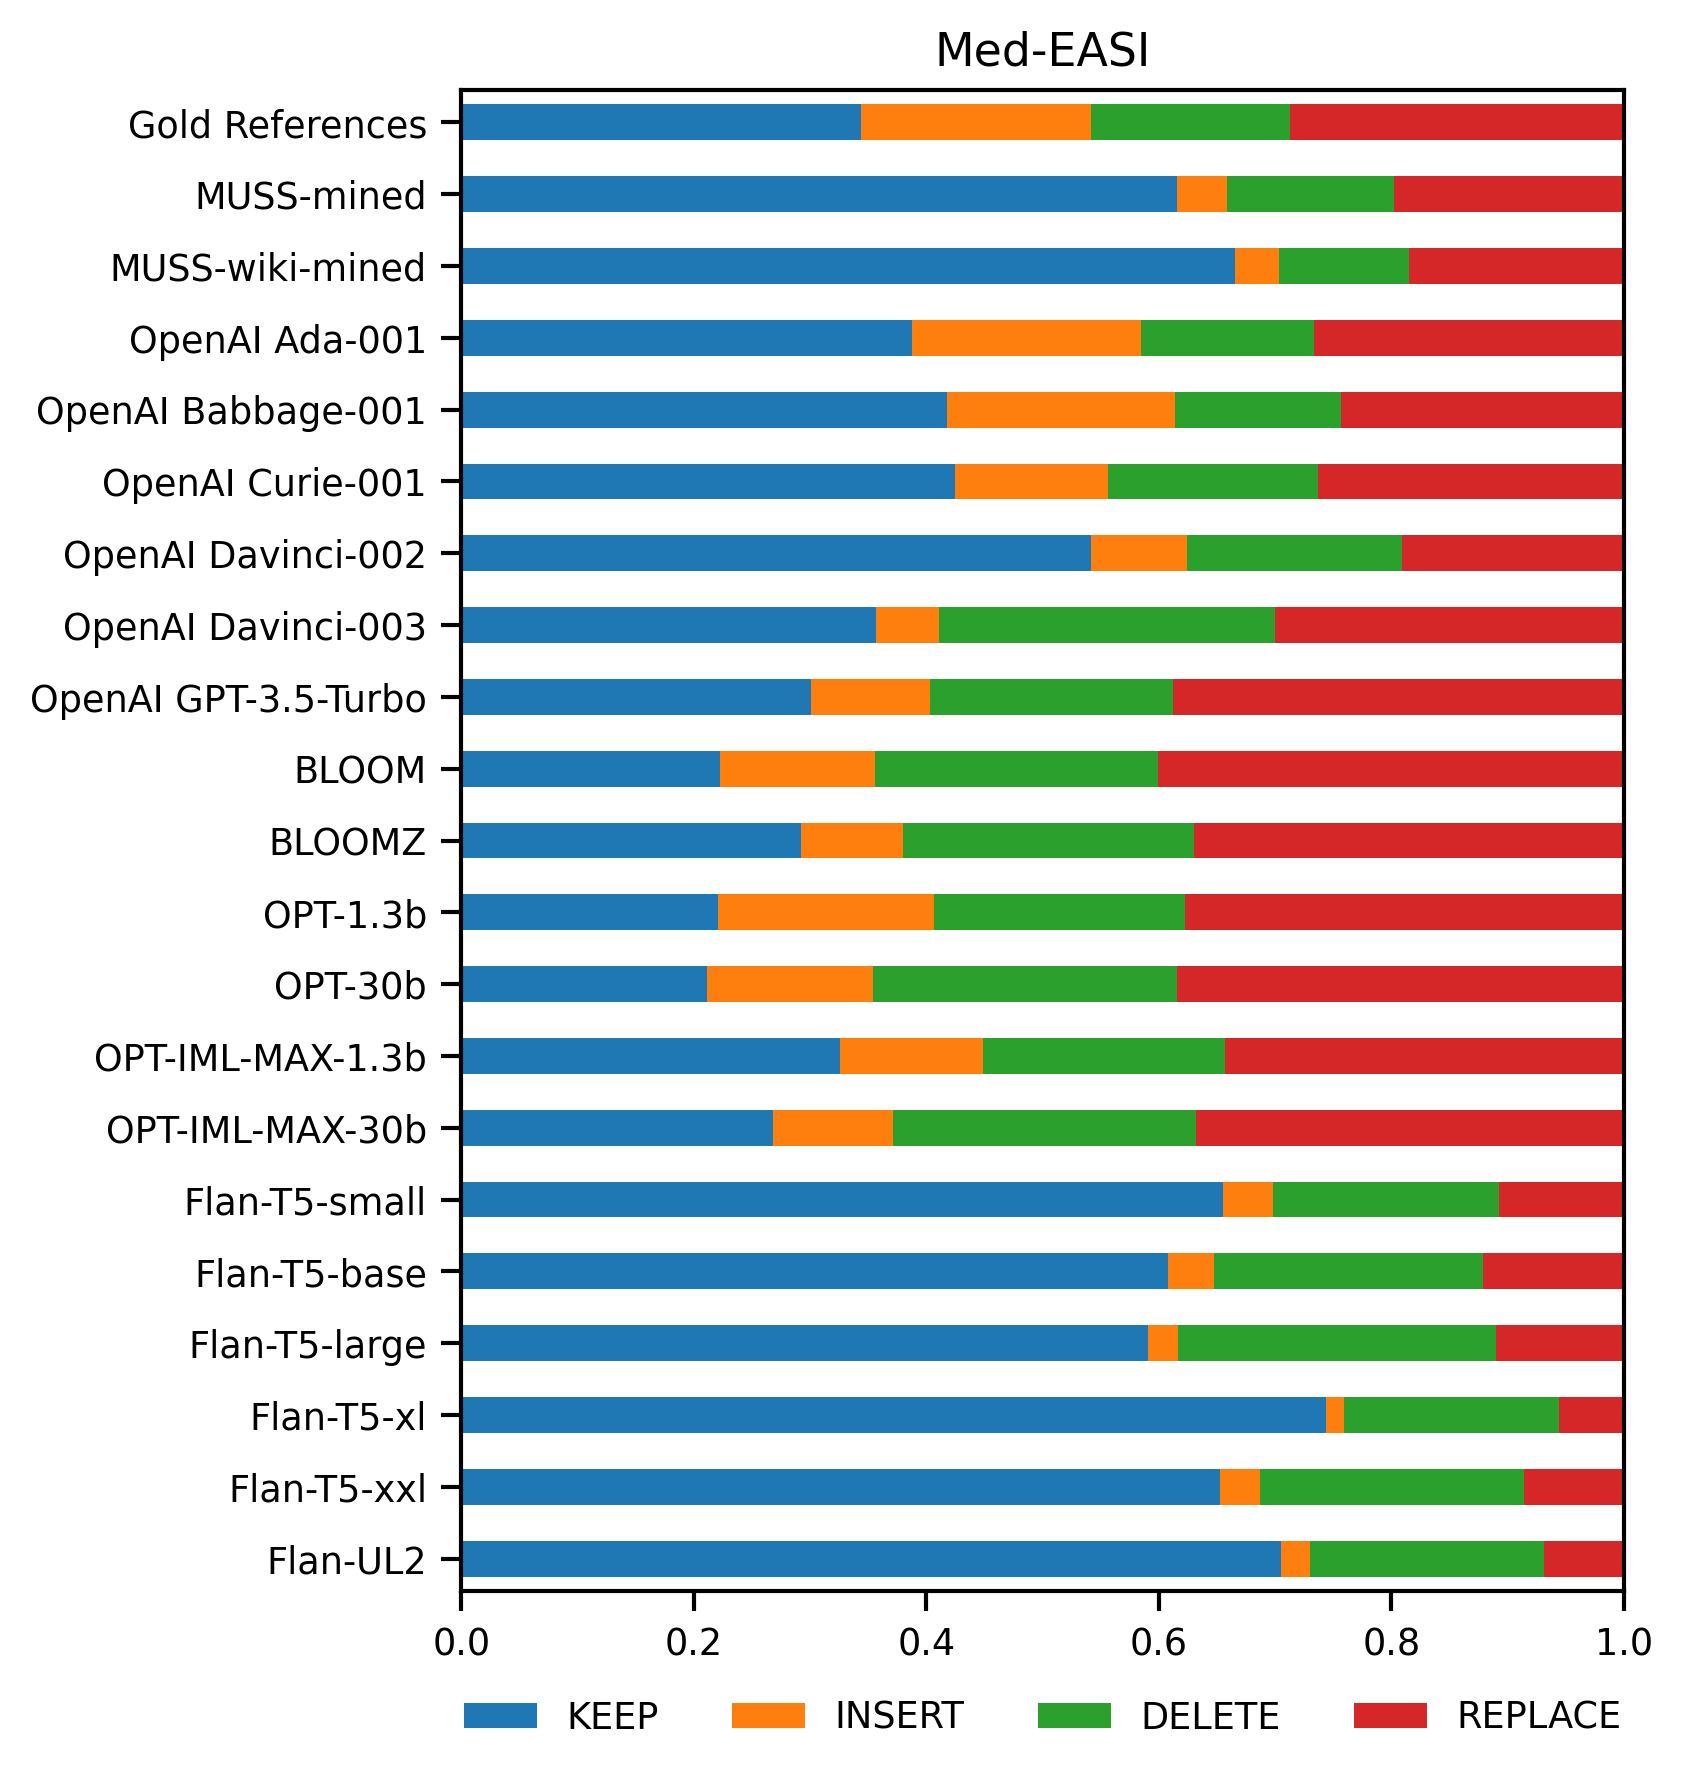 Med-EASI
Gold References
MUSS-mined
MUSS-wiki-mined
OpenAI Ada-001
OpenAI Babbage-001
OpenAI Curie-001
OpenAI Davinci-002
OpenAI Davinci-003
OpenAI GPT-3.5-Turbo
BLOOM
BLOOMZ
OPT-1.3b
OPT-30b
OPT-IML-MAX-1.3b
OPT-IML-MAX-30b
Flan-T5-small
Flan-T5-base
Flan-T5-large
Flan-T5-xl
Flan-T5-xxl
Flan-UL2
0.0 0.2 0.4 0.6 0.8 1.0
KEEP INSERT DELETE REPLACE